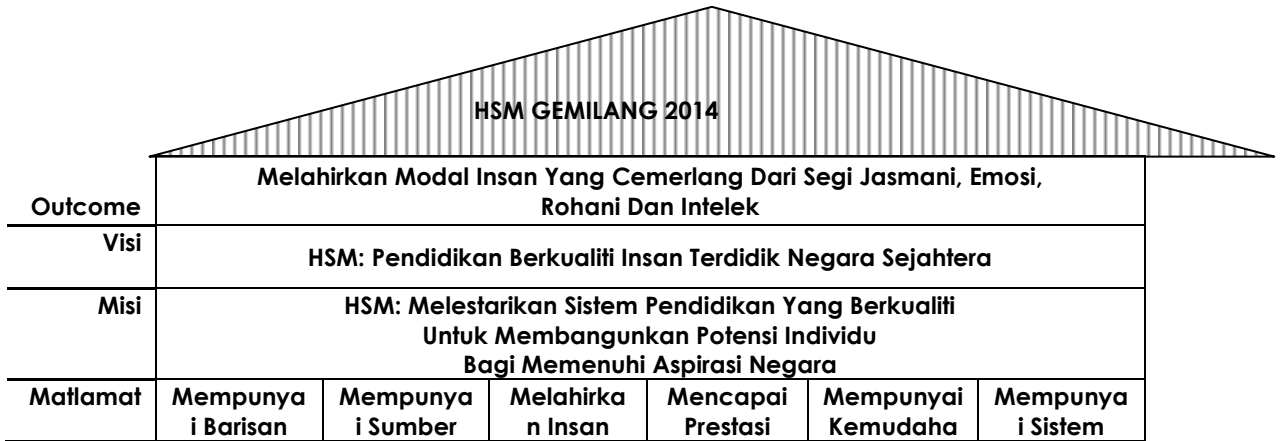 HSM GEMILANG 2014
Melahirkan Modal Insan Yang Cemerlang Dari Segi Jasmani, Emosi,
Outcome Rohani Dan Intelek
Visi
HSM: Pendidikan Berkualiti Insan Terdidik Negara Sejahtera
Misi HSM: Melestarikan Sistem Pendidikan Yang Berkualiti
Untuk Membangunkan Potensi Individu
Bagi Memenuhi Aspirasi Negara
Matlamat Mempunya Mempunya Melahirka Mencapai Mempunyai Mempunya
i Barisan i Sumber n Insan Prestasi Kemudaha i Sistem